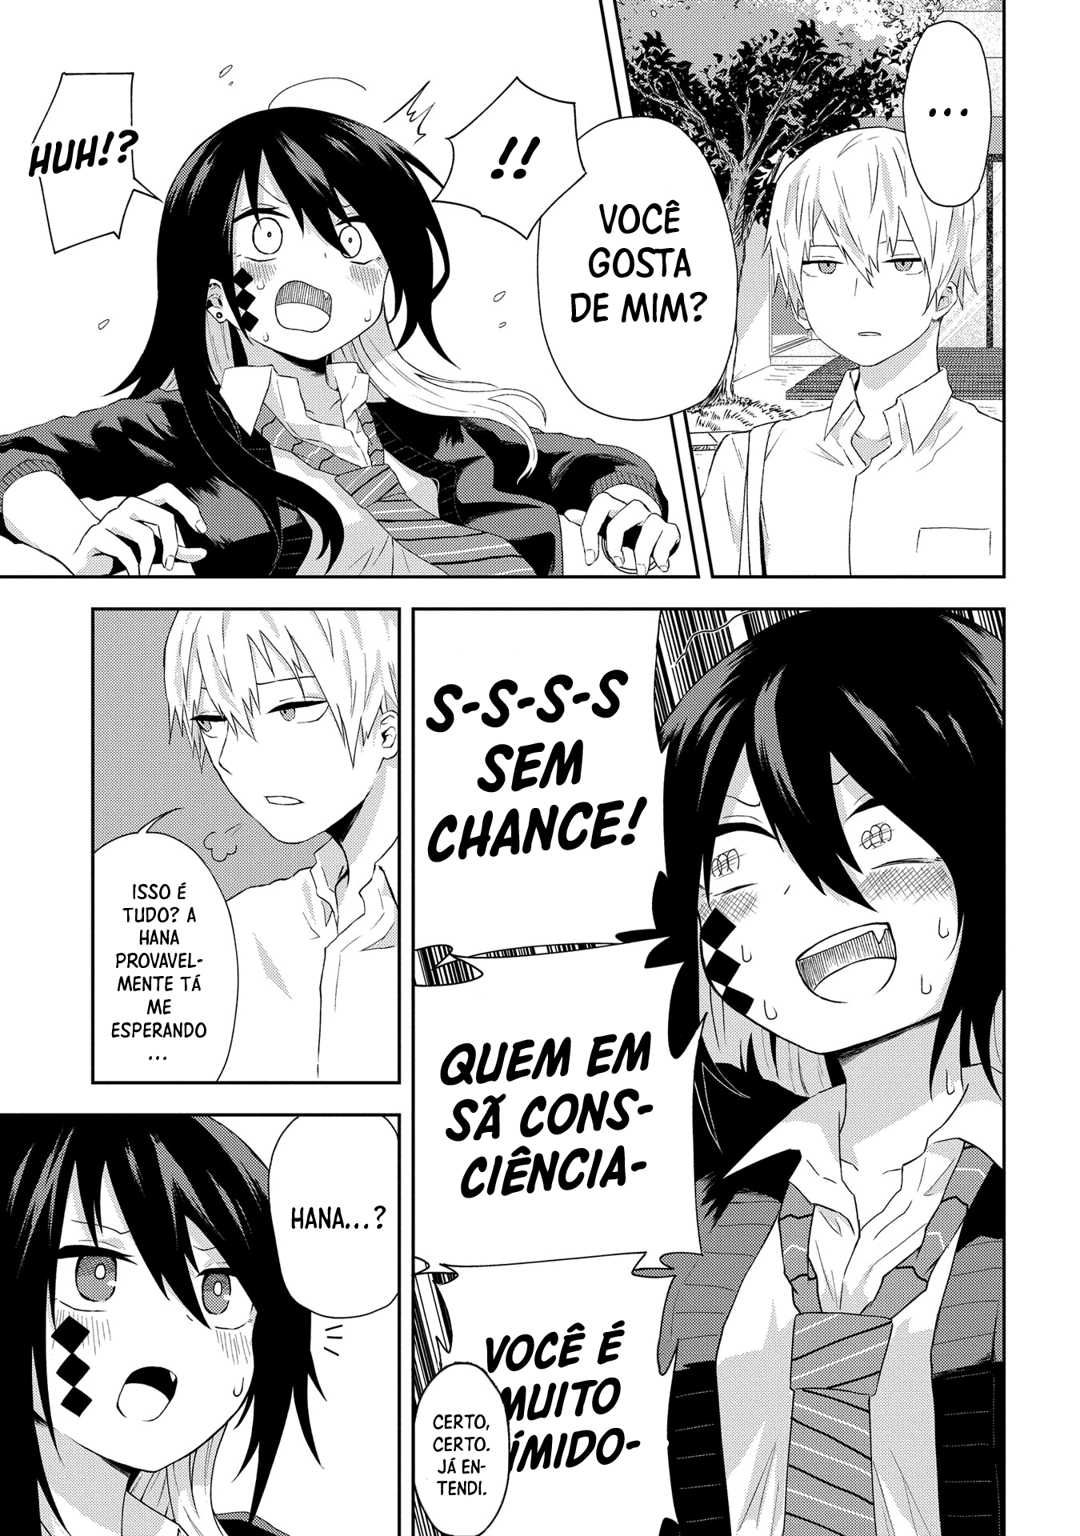 ...
VOCÊ
GOSTA
DE MIM?
!!
HUH!?
S-S-S-S
SEM
CHANCE!
QUEM EM
SÃ CONS-
CIÊNCIA-
VOCÊ É
MUITO
ÍMIDO-
CERTO,
CERTO.
JÁ EN-
TENDI.
ISSO É
TUDO? A
HANA
PROVAVEL-
MENTE TÁ
ME
ESPERANDO
...
HANA...?